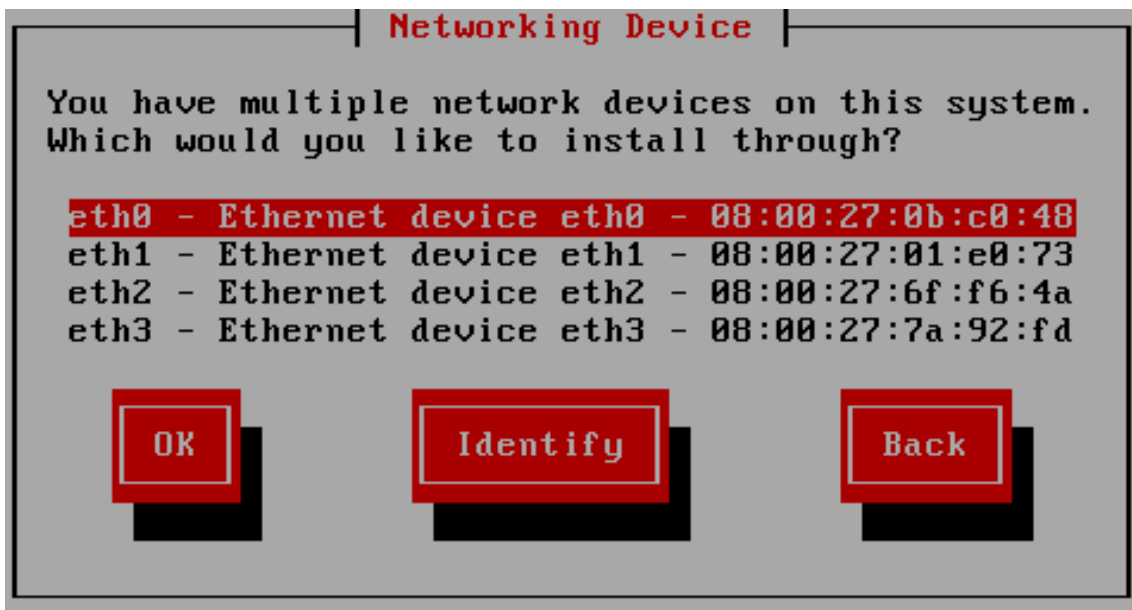 Networking Device
You have multiple network devices on this system.
Which would you like to install through?
eth0 - Ethernet device eth0 - 08:00:27:0b:c0:48
eth1 - Ethernet device eth1 - 08:00:27:01:e0:73
eth2 - Ethernet device eth2 - 08:00:27:6f:f6:4a
eth3 - Ethernet device eth3 - 08:00:27:7a:92:fd
OK Identify Back